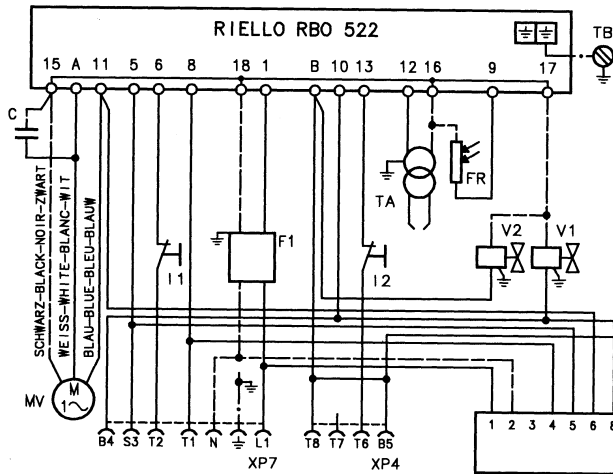 RIELLO RBO 522
TB
15 A 11 5 6 8 18 1 B 10 13 12 16 9 17
C
FR
TA
SCHWARZ-BLACK-NOIR-ZWART
WEISS-WHITE-BLANC-WIT
BLAU-BLUE-BLEU-BLAUW
F1
V2 V1
I1 I2
M
1~
MV
1 2 3 4 5 6 8
B4 S3 T2 T1 N L1 T8 T7 T6 B5
XP7 XP4